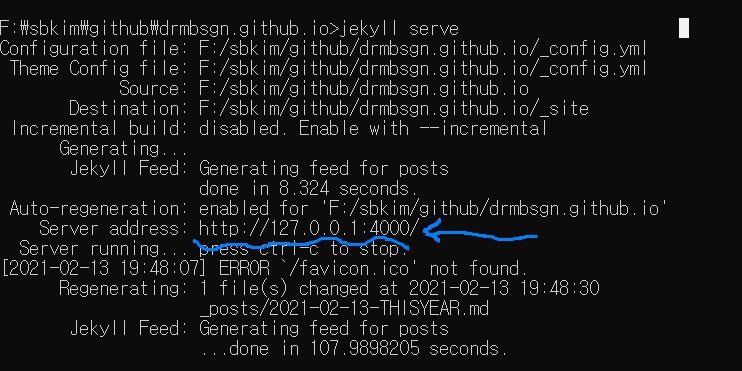 F:₩sbkim₩github₩drmbsgn.github.io>jekyll serve
Configuration file: F:/sbkim/github/drmbsgn.github.io/_config.yml
Theme Config file: F:/sbkim/github/drmbsgn.github.io/_config.yml
Source: F:/sbkim/github/drmbsgn.github.io
Destination: F:/sbkim/github/drmbsgn.github.io/_site
Incremental build: disabled. Enable with --incremental
Generating...
Jekyll Feed: Generating feed for posts
done in 8.324 seconds.
Auto-regeneration: enabled for 'F:/sbkim/github/drmbsgn.github.io'
Server address: http://127.0.0.1:4000/
Server running... press ctrl-c to stop.
[2021-02-13 19:48:07] ERROR `/favicon.ico' not found.
Regenerating: 1 file(s) changed at 2021-02-13 19:48:30
_posts/2021-02-13-THISYEAR.md
Jekyll Feed: Generating feed for posts
...done in 107.9898205 seconds.